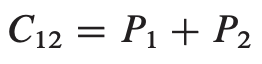 C₁₂ = P₁ + P₂